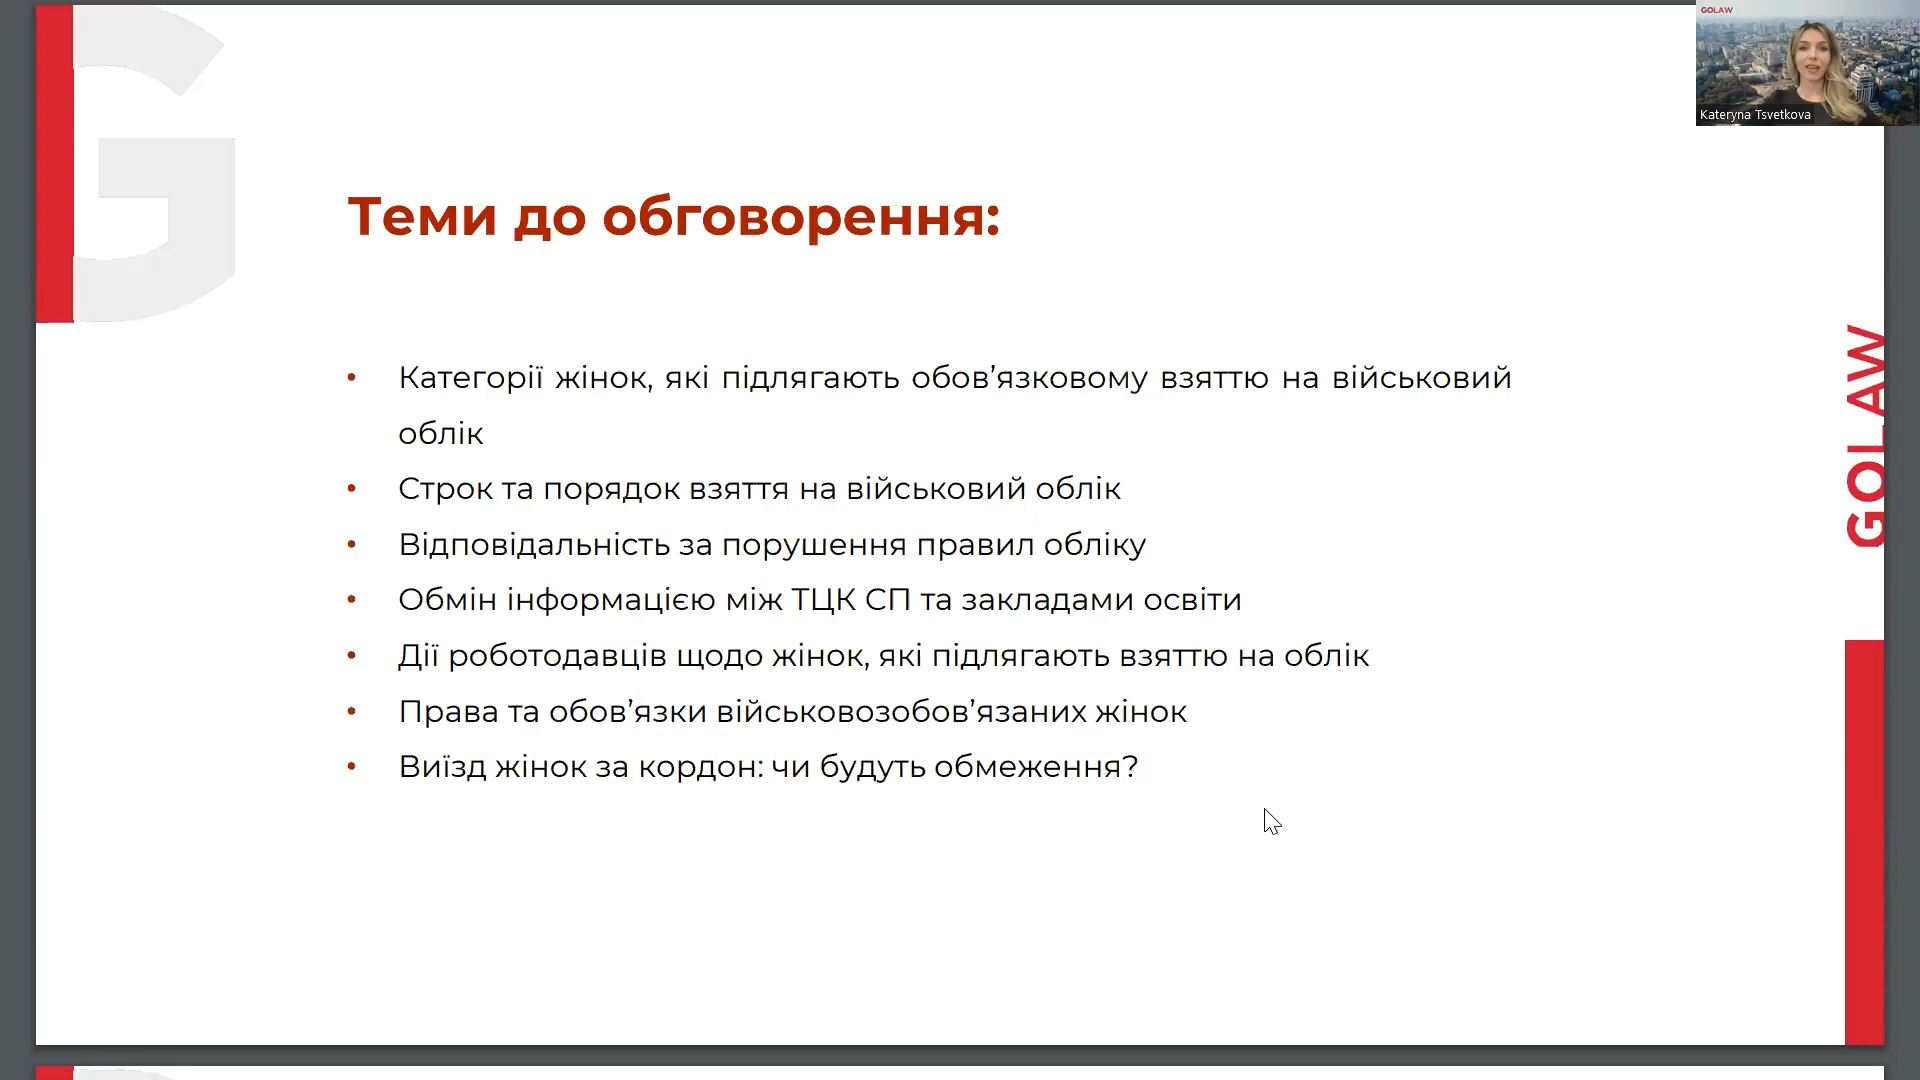 GOLAW
Kateryna Tsvetkova
Теми до обговорення:
• Категорії жінок, які підлягають обов’язковому взяттю на військовий
облік
• Строк та порядок взяття на військовий облік
• Відповідальність за порушення правил обліку
• Обмін інформацією між ТЦК СП та закладами освіти
• Дії роботодавців щодо жінок, які підлягають взяттю на облік
• Права та обов’язки військовозобов’язаних жінок
• Виїзд жінок за кордон: чи будуть обмеження?
GOLAW
G